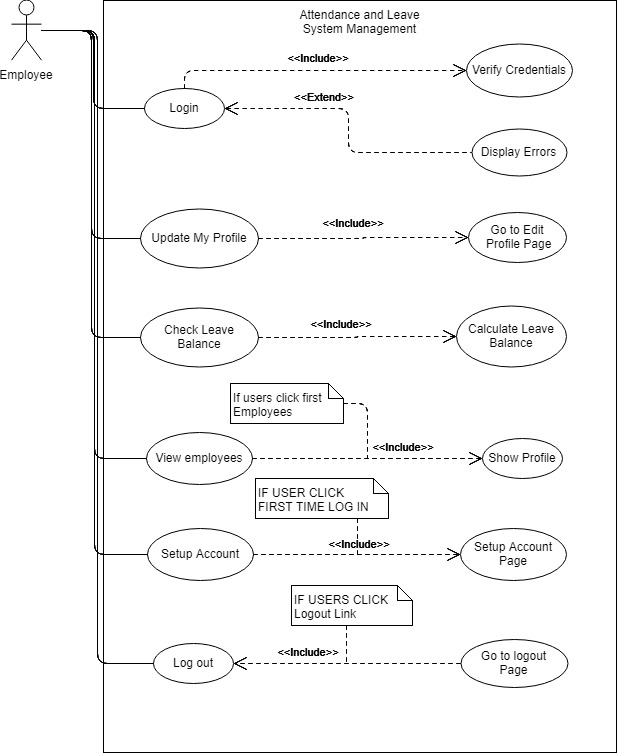 Attendance and Leave
System Management
Employee
<<Include>>
Verify Credentials
Login
<<Extend>>
Display Errors
Update My Profile
<<Include>>
Go to Edit
Profile Page
Check Leave
Balance
<<Include>>
Calculate Leave
Balance
If users click first
Employees
View employees
<<Include>>
Show Profile
IF USER CLICK
FIRST TIME LOG IN
Setup Account
<<Include>>
Setup Account
Page
IF USERS CLICK
Logout Link
Log out
<<Include>>
Go to logout
Page